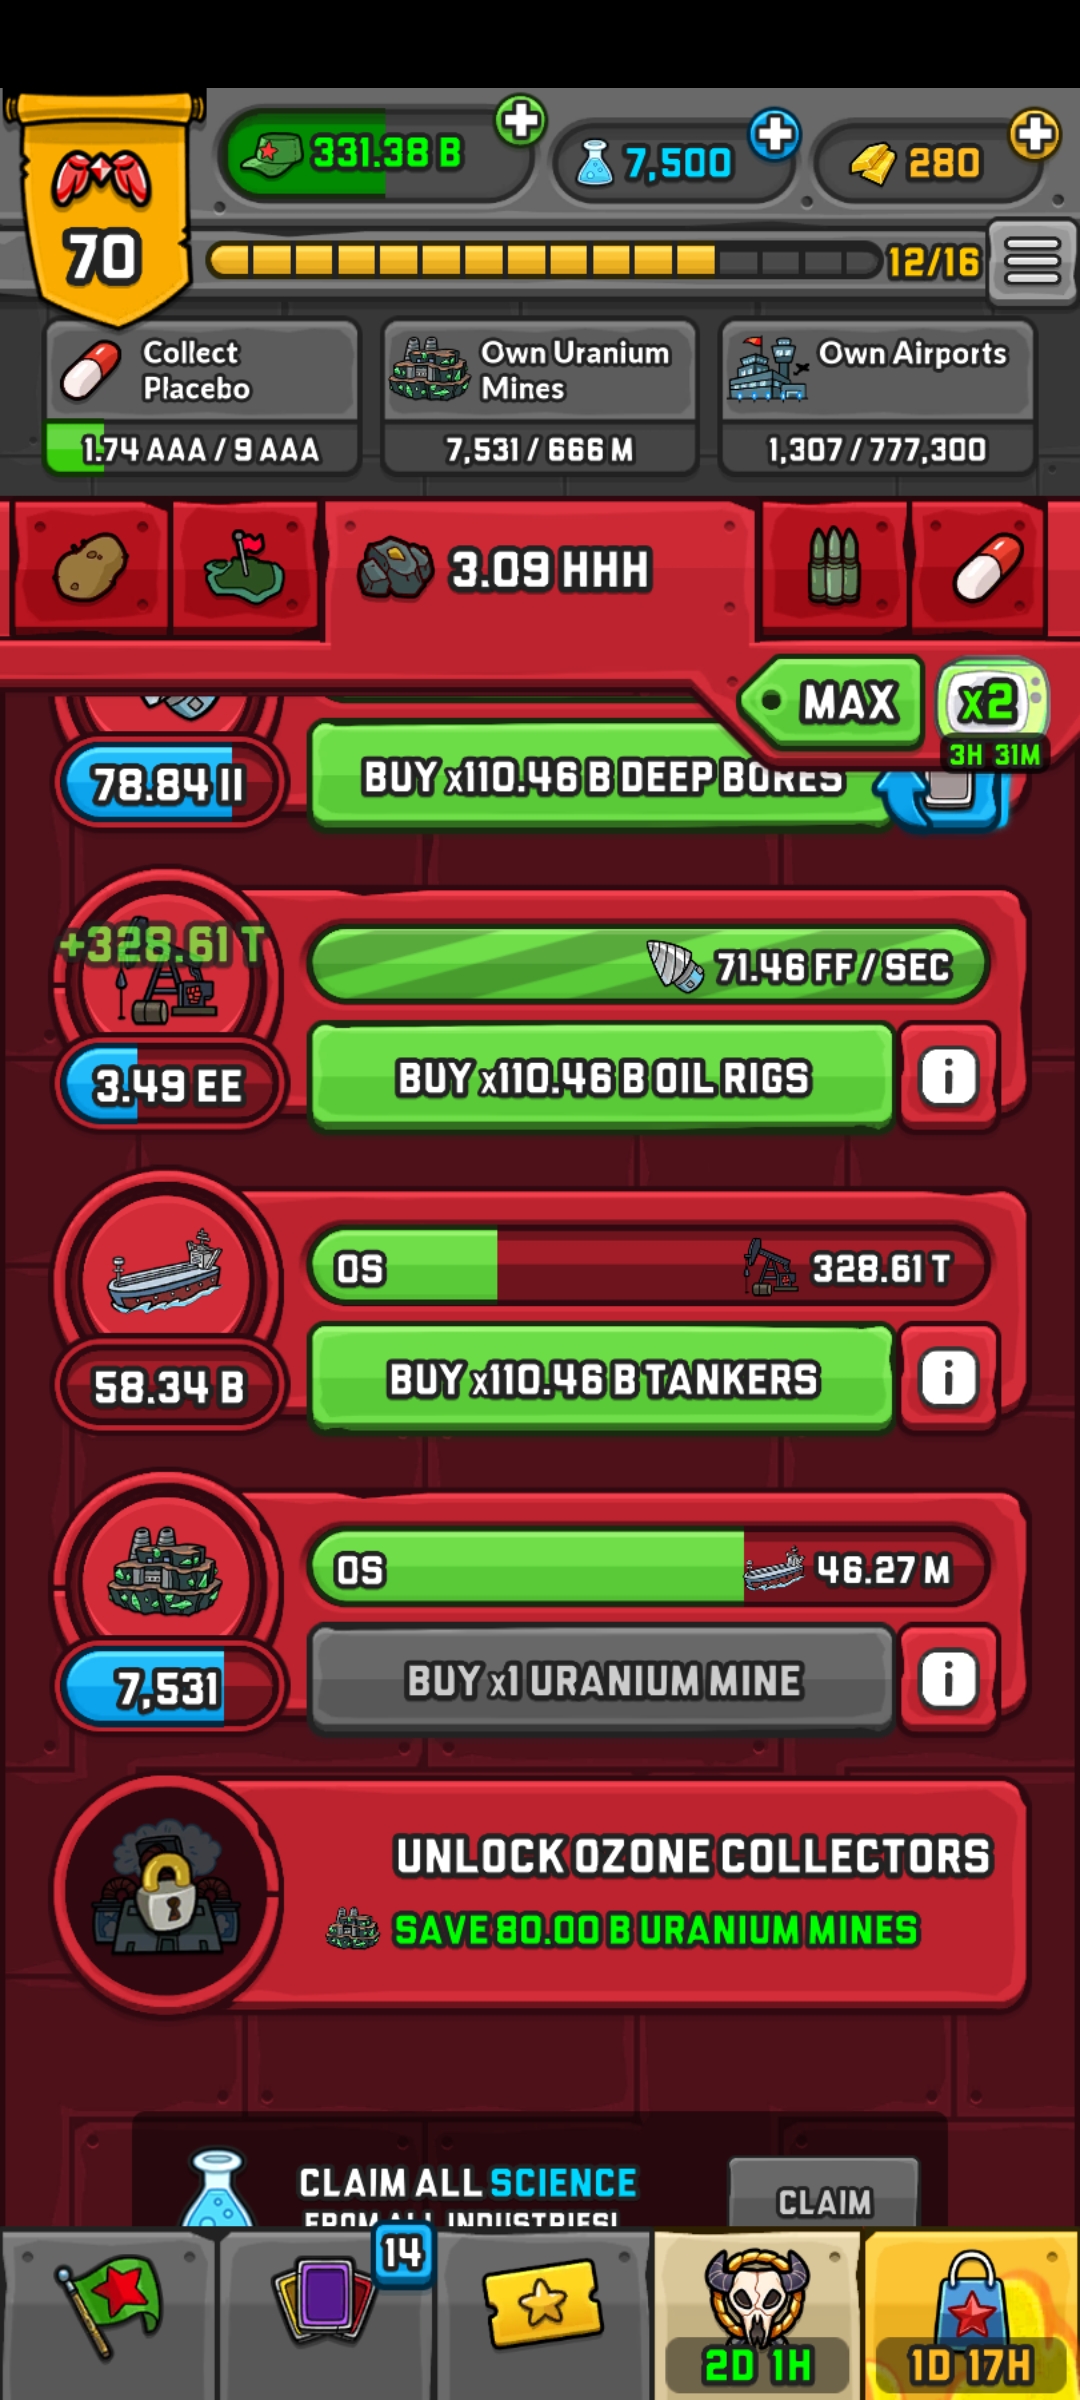 331.38 B
7,500
280
70
12/16
Collect
Placebo
Own Uranium
Mines
Own Airports
1.74 AAA / 9 AAA
7,531 / 666 M
1,307 / 777,300
3.09 HHH
MAX
x2
3H 31M
78.84 II
BUY x110.46 B DEEP BORES
+328.61 T
71.46 FF / SEC
3.49 EE
BUY x110.46 B OIL RIGS
i
0S
328.61 T
58.34 B
BUY x110.46 B TANKERS
i
0S
46.27 M
7,531
BUY x1 URANIUM MINE
i
UNLOCK OZONE COLLECTORS
SAVE 80.00 B URANIUM MINES
CLAIM ALL SCIENCE
FROM ALL INDUSTRIES!
CLAIM
14
2D 1H
1D 17H